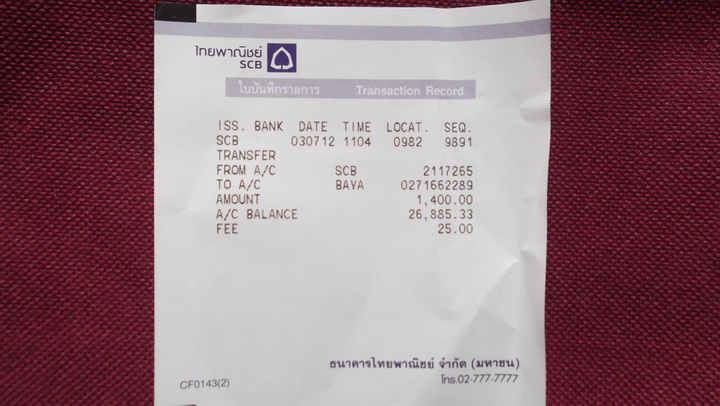 ไทยพาณิชย์
SCB
ใบบันทึกรายการ Transaction Record
ISS. BANK DATE TIME LOCAT. SEQ.
SCB 030712 1104 0982 9891
TRANSFER
FROM A/C SCB 2117265
TO A/C BAYA 0271662289
AMOUNT 1,400.00
A/C BALANCE 26,885.33
FEE 25.00
ธนาคารไทยพาณิชย์ จำกัด (มหาชน)
CF0143(2) โทร.02-777-7777